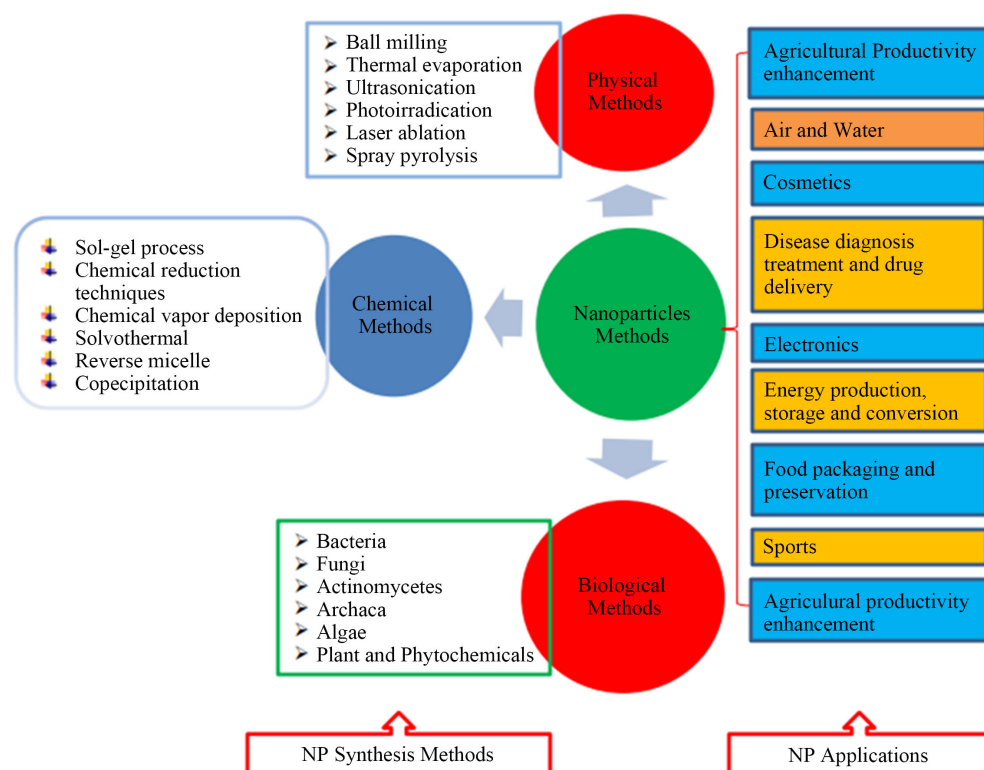 Ball milling
Thermal evaporation
Ultrasonication
Photoirradication
Laser ablation
Spray pyrolysis
Physical
Methods
Sol-gel process
Chemical reduction
techniques
Chemical vapor deposition
Solvothermal
Reverse micelle
Copecipitation
Chemical
Methods
Nanoparticles
Methods
Bacteria
Fungi
Actinomycetes
Archaca
Algae
Plant and Phytochemicals
Biological
Methods
Agricultural Productivity
enhancement
Air and Water
Cosmetics
Disease diagnosis
treatment and drug
delivery
Electronics
Energy production,
storage and conversion
Food packaging and
preservation
Sports
Agriculural productivity
enhancement
NP Synthesis Methods
NP Applications